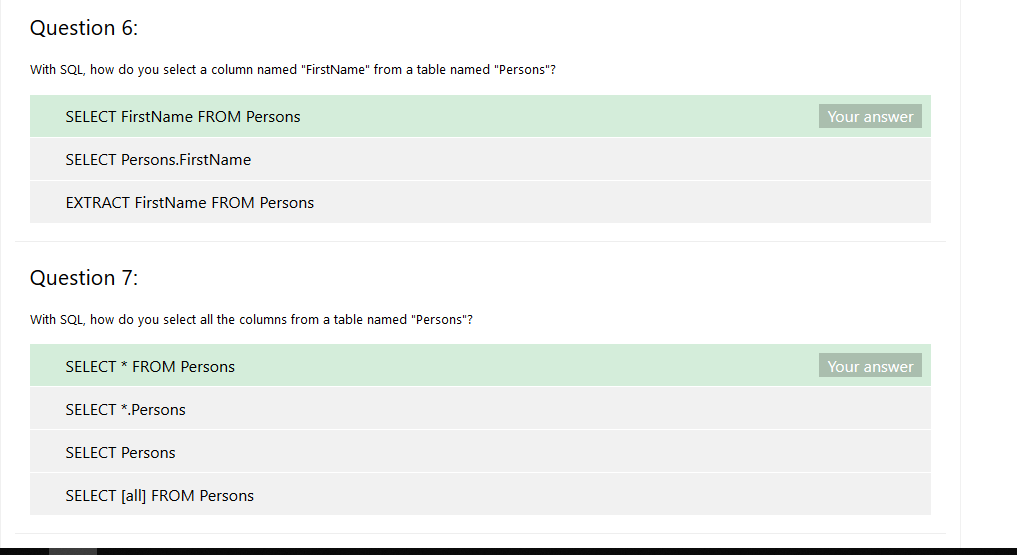 Question 6:
With SQL, how do you select a column named "FirstName" from a table named "Persons"?
SELECT FirstName FROM Persons
Your answer
SELECT Persons.FirstName
EXTRACT FirstName FROM Persons
Question 7:
With SQL, how do you select all the columns from a table named "Persons"?
SELECT * FROM Persons
Your answer
SELECT *.Persons
SELECT Persons
SELECT [all] FROM Persons